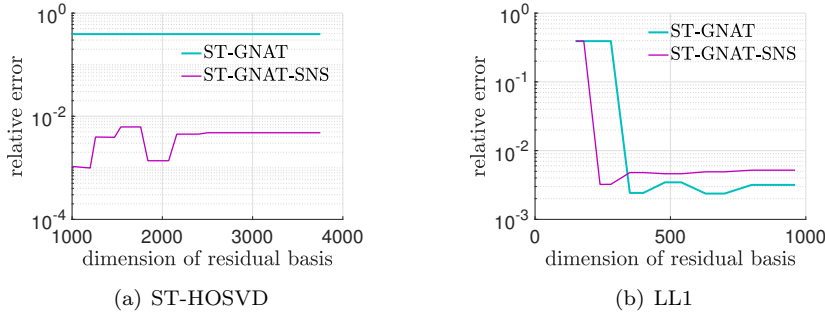 10^0
10^-2
10^-4
relative error
ST-GNAT
ST-GNAT-SNS
1000 2000 3000 4000
dimension of residual basis
(a) ST-HOSVD
10^0
10^-1
10^-2
10^-3
relative error
ST-GNAT
ST-GNAT-SNS
0 500 1000
dimension of residual basis
(b) LL1